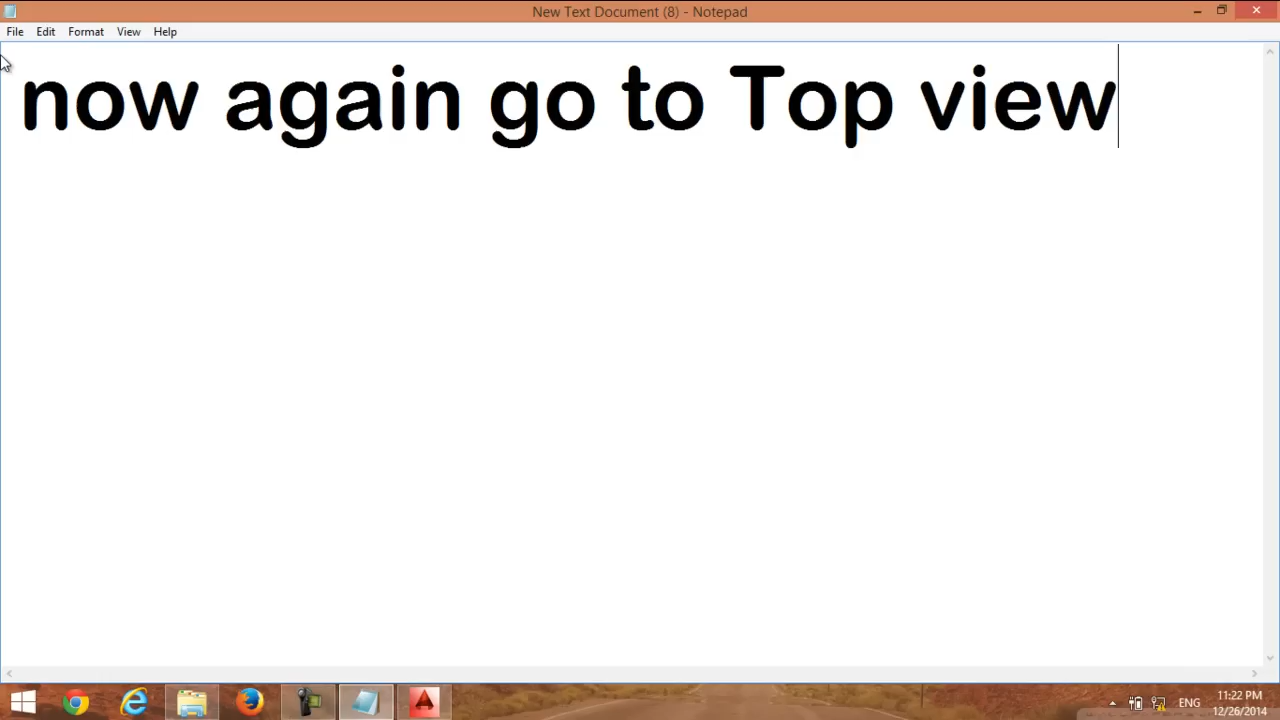 New Text Document (8) - Notepad
File Edit Format View Help
now again go to Top view
ENG
11:22 PM
12/26/2014